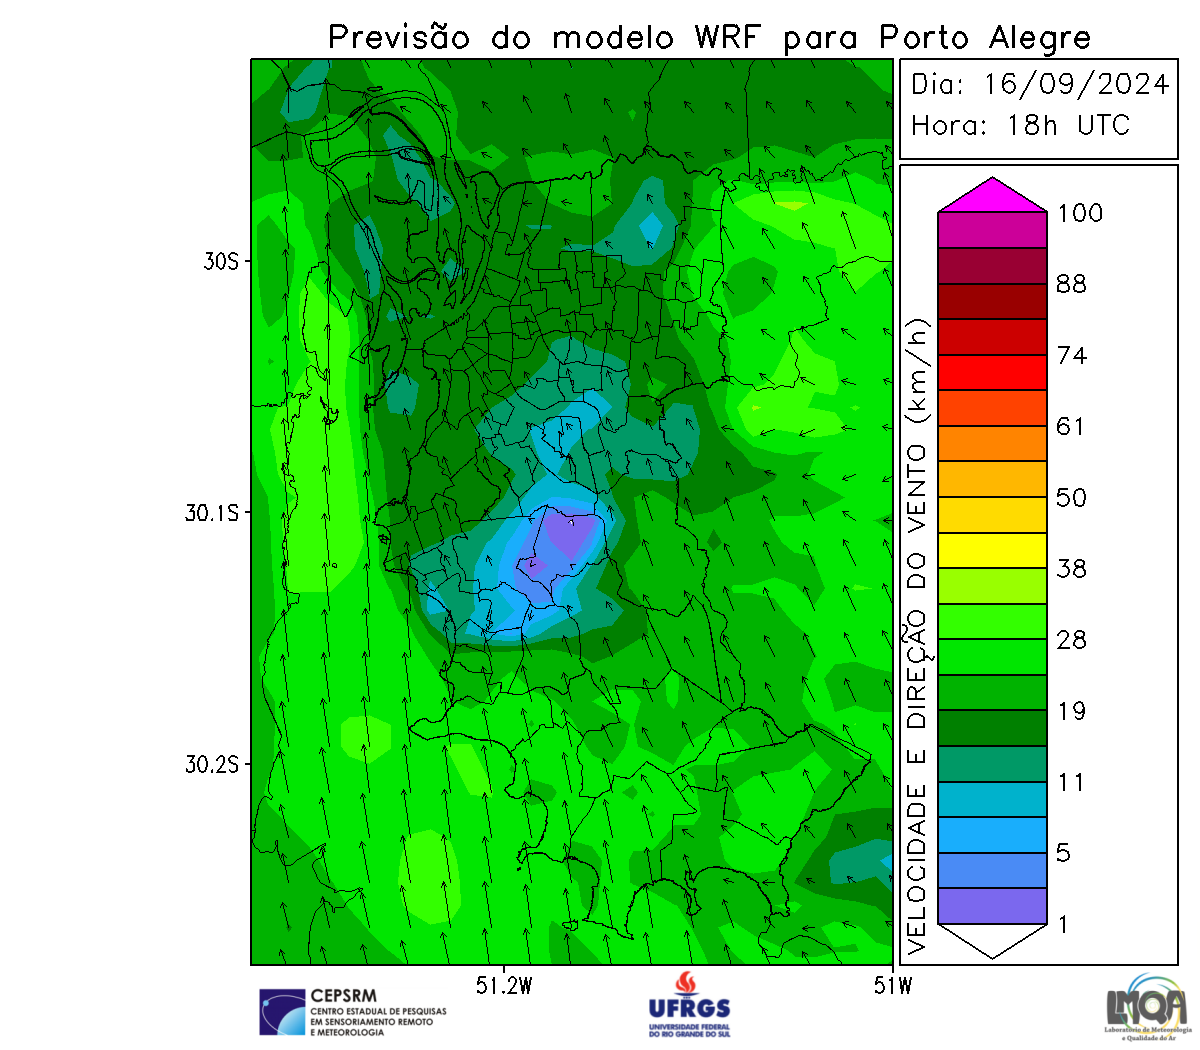 Previsão do modelo WRF para Porto Alegre
Dia: 16/09/2024
Hora: 18h UTC
100
88
74
61
50
38
28
19
11
5
1
VELOCIDADE E DIREÇÃO DO VENTO (km/h)
30S
30.1S
30.2S
51.2W
51W
CEPSRM
CENTRO ESTADUAL DE PESQUISAS
EM SENSORIAMENTO REMOTO
E METEOROLOGIA
UFRGS
UNIVERSIDADE FEDERAL
DO RIO GRANDE DO SUL
LMQA
Laboratório de Meteorologia
e Qualidade do Ar